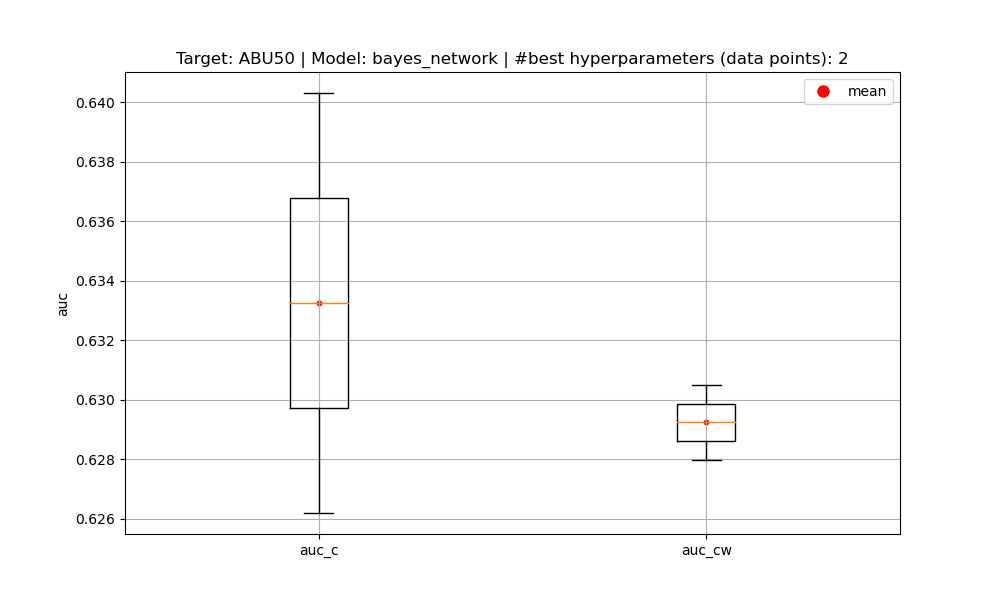 Target: ABU50 | Model: bayes_network | #best hyperparameters (data points): 2
mean
0.640
0.638
0.636
0.634
0.632
0.630
0.628
0.626
auc
auc_c
auc_cw